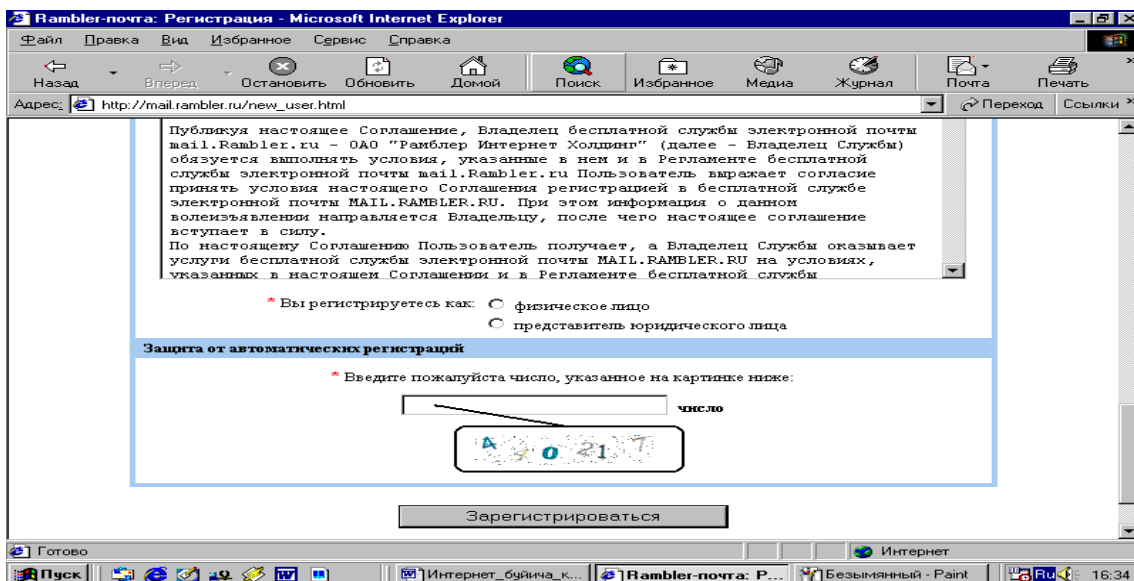 Rambler-почта: Регистрация - Microsoft Internet Explorer
Файл Правка Вид Избранное Сервис Справка
Назад Вперед Остановить Обновить Домой Поиск Избранное Медиа Журнал Почта Печать
Адрес: http://mail.rambler.ru/new_user.html Переход Ссылки
Публикуя настоящее Соглашение, Владелец бесплатной службы электронной почты
mail.Rambler.ru - ОАО "Рамблер Интернет Холдинг" (далее - Владелец Службы)
обязуется выполнять условия, указанные в нем и в Регламенте бесплатной
службы электронной почты mail.Rambler.ru Пользователь выражает согласие
принять условия настоящего Соглашения регистрацией в бесплатной службе
электронной почты MAIL.RAMBLER.RU. При этом информация о данном
волеизъявлении направляется Владельцу, после чего настоящее соглашение
вступает в силу.
По настоящему Соглашению Пользователь получает, а Владелец Службы оказывает
услуги бесплатной службы электронной почты MAIL.RAMBLER.RU на условиях,
указанных в настоящем Соглашении и в Регламенте бесплатной службы
* Вы регистрируетесь как: физическое лицо
представитель юридического лица
Защита от автоматических регистраций
* Введите пожалуйста число, указанное на картинке ниже:
число
4 0 21 7
Зарегистрироваться
Готово Интернет
Пуск Интернет_буйича_к... Rambler-почта: Р... Безымянный - Paint Ru 16:34